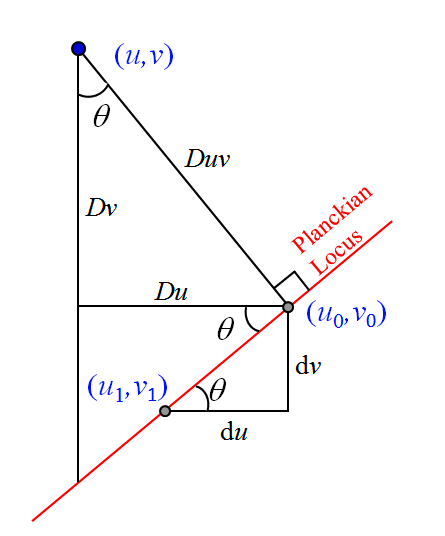 (u,v)
θ
Duv
Dv
Planckian
Locus
Du
(u₀,v₀)
θ
dv
(u₁,v₁)
θ
du